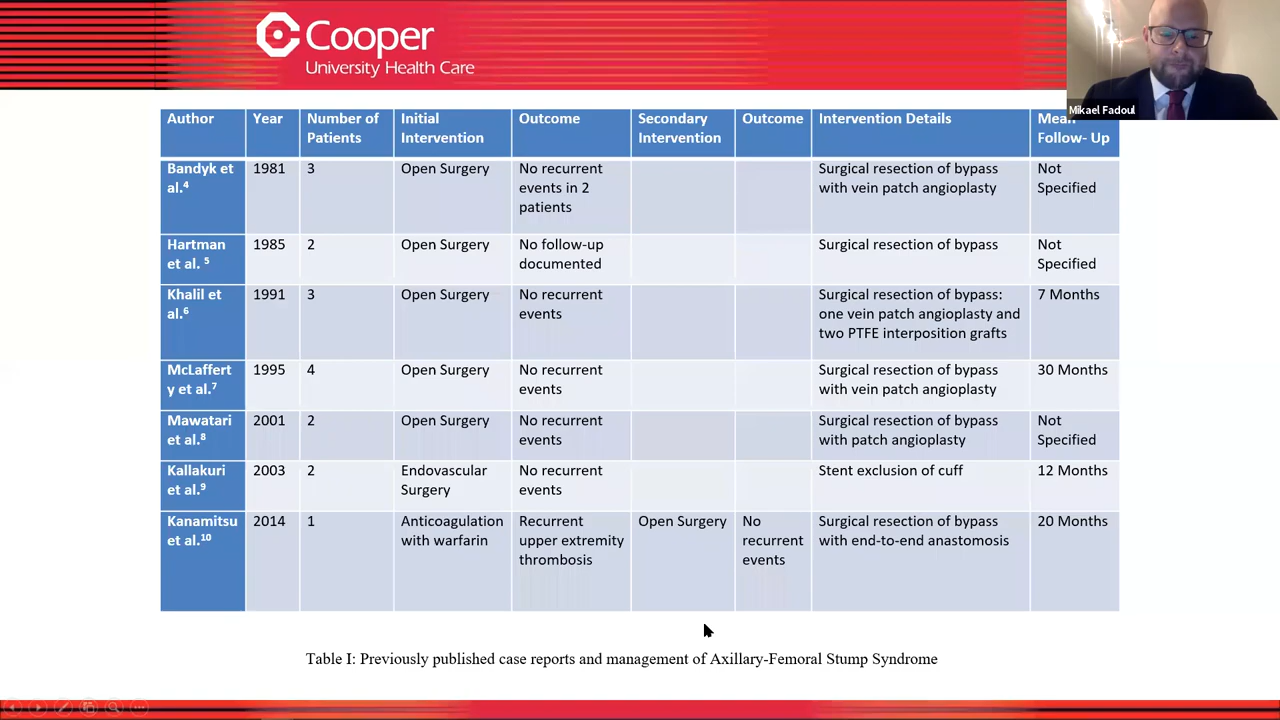 Cooper
University Health Care
Mikael Fadoul
Author Year Number of Patients Initial Intervention Outcome Secondary Intervention Outcome Intervention Details Mean Follow- Up
Bandyk et al.4 1981 3 Open Surgery No recurrent events in 2 patients Surgical resection of bypass with vein patch angioplasty Not Specified
Hartman et al. 5 1985 2 Open Surgery No follow-up documented Surgical resection of bypass Not Specified
Khalil et al.6 1991 3 Open Surgery No recurrent events Surgical resection of bypass: one vein patch angioplasty and two PTFE interposition grafts 7 Months
McLafferty et al.7 1995 4 Open Surgery No recurrent events Surgical resection of bypass with vein patch angioplasty 30 Months
Mawatari et al.8 2001 2 Open Surgery No recurrent events Surgical resection of bypass with patch angioplasty Not Specified
Kallakuri et al.9 2003 2 Endovascular Surgery No recurrent events Stent exclusion of cuff 12 Months
Kanamitsu et al.10 2014 1 Anticoagulation with warfarin Recurrent upper extremity thrombosis Open Surgery No recurrent events Surgical resection of bypass with end-to-end anastomosis 20 Months
Table I: Previously published case reports and management of Axillary-Femoral Stump Syndrome